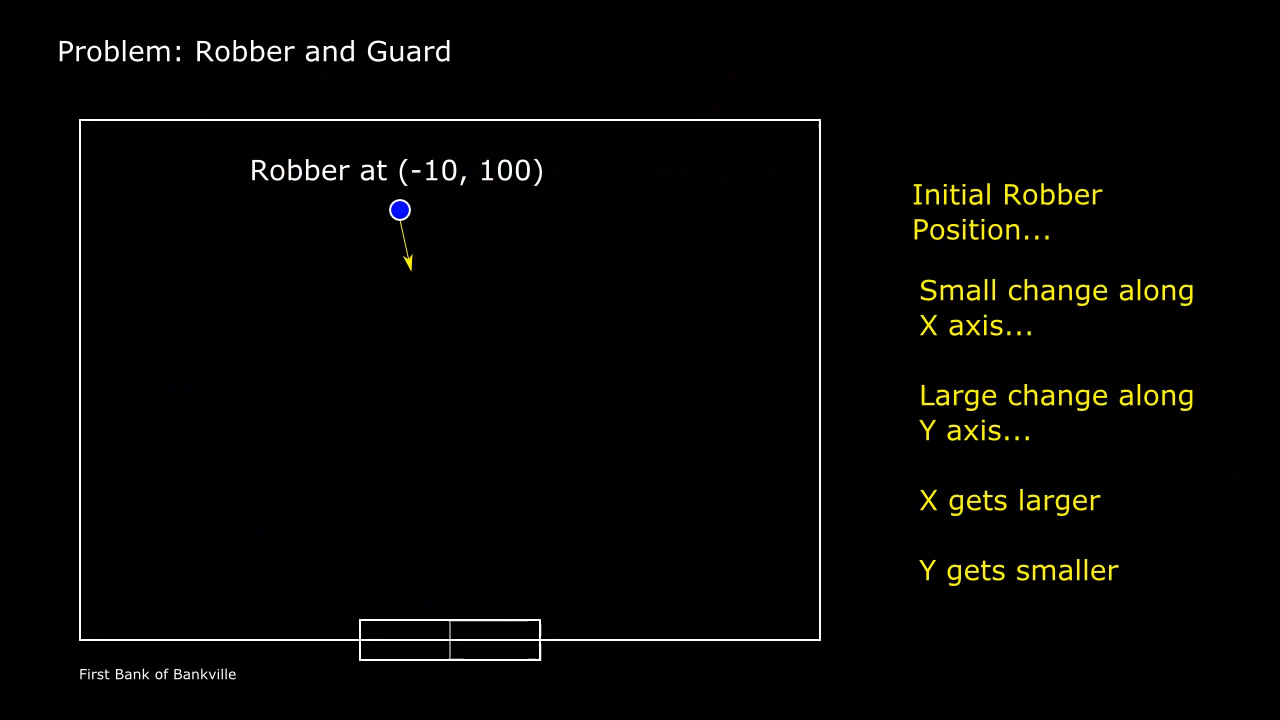 Problem: Robber and Guard
Robber at (-10, 100)
Initial Robber
Position...
Small change along
X axis...
Large change along
Y axis...
X gets larger
Y gets smaller
First Bank of Bankville